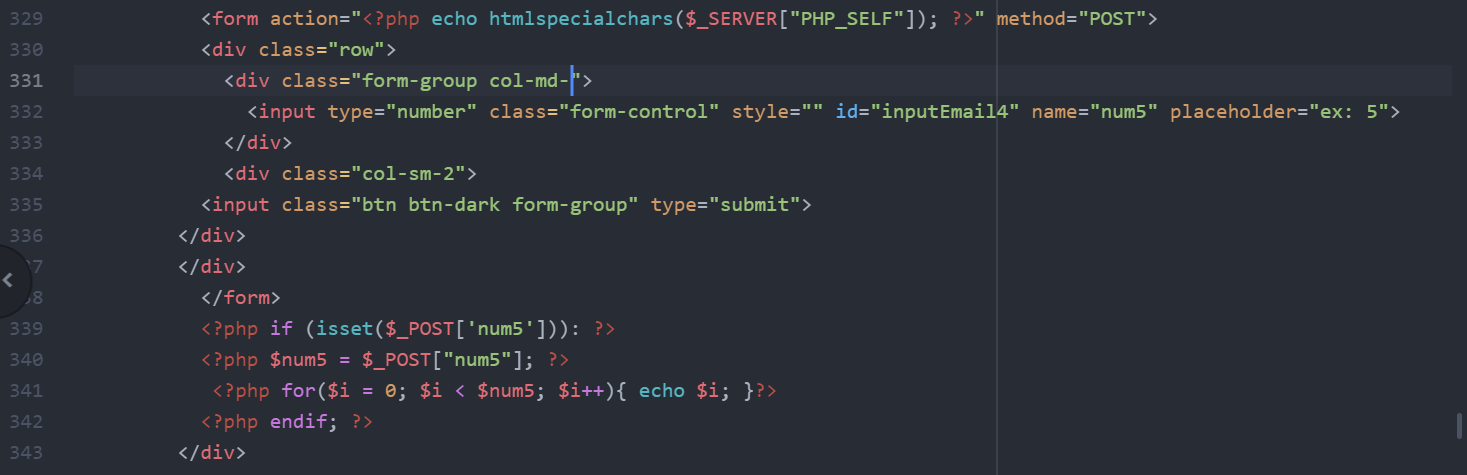 329 <form action="<?php echo htmlspecialchars($_SERVER["PHP_SELF"]); ?>" method="POST">
330 <div class="row">
331 <div class="form-group col-md-">
332 <input type="number" class="form-control" style="" id="inputEmail4" name="num5" placeholder="ex: 5">
333 </div>
334 <div class="col-sm-2">
335 <input class="btn btn-dark form-group" type="submit">
336 </div>
7 </div>
8 </form>
339 <?php if (isset($_POST['num5'])): ?>
340 <?php $num5 = $_POST["num5"]; ?>
341 <?php for($i = 0; $i < $num5; $i++){ echo $i; }?>
342 <?php endif; ?>
343 </div>